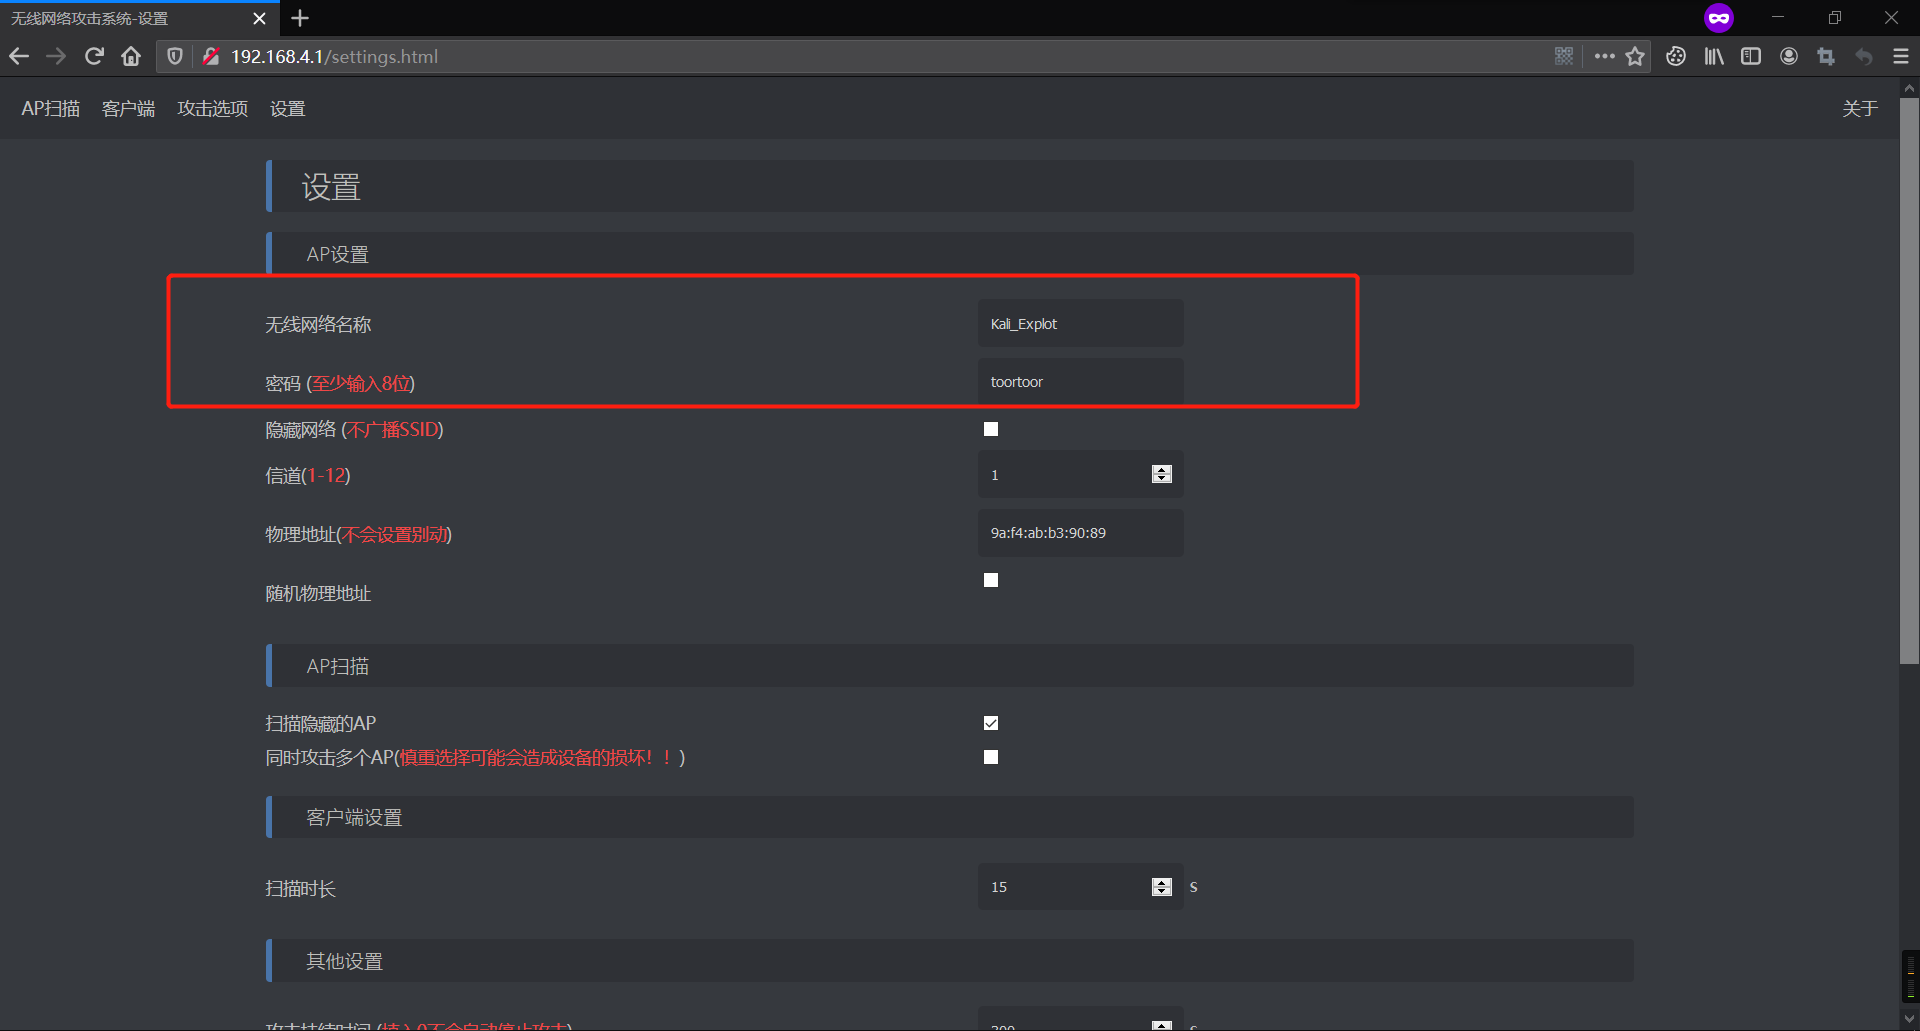 无线网络攻击系统-设置
192.168.4.1/settings.html
AP扫描 客户端 攻击选项 设置 关于
设置
AP设置
无线网络名称 Kali_Explot
密码 (至少输入8位) toortoor
隐藏网络 (不广播SSID)
信道(1-12) 1
物理地址(不会设置别动) 9a:f4:ab:b3:90:89
随机物理地址
AP扫描
扫描隐藏的AP
同时攻击多个AP(慎重选择可能会造成设备的损坏！！)
客户端设置
扫描时长 15 s
其他设置